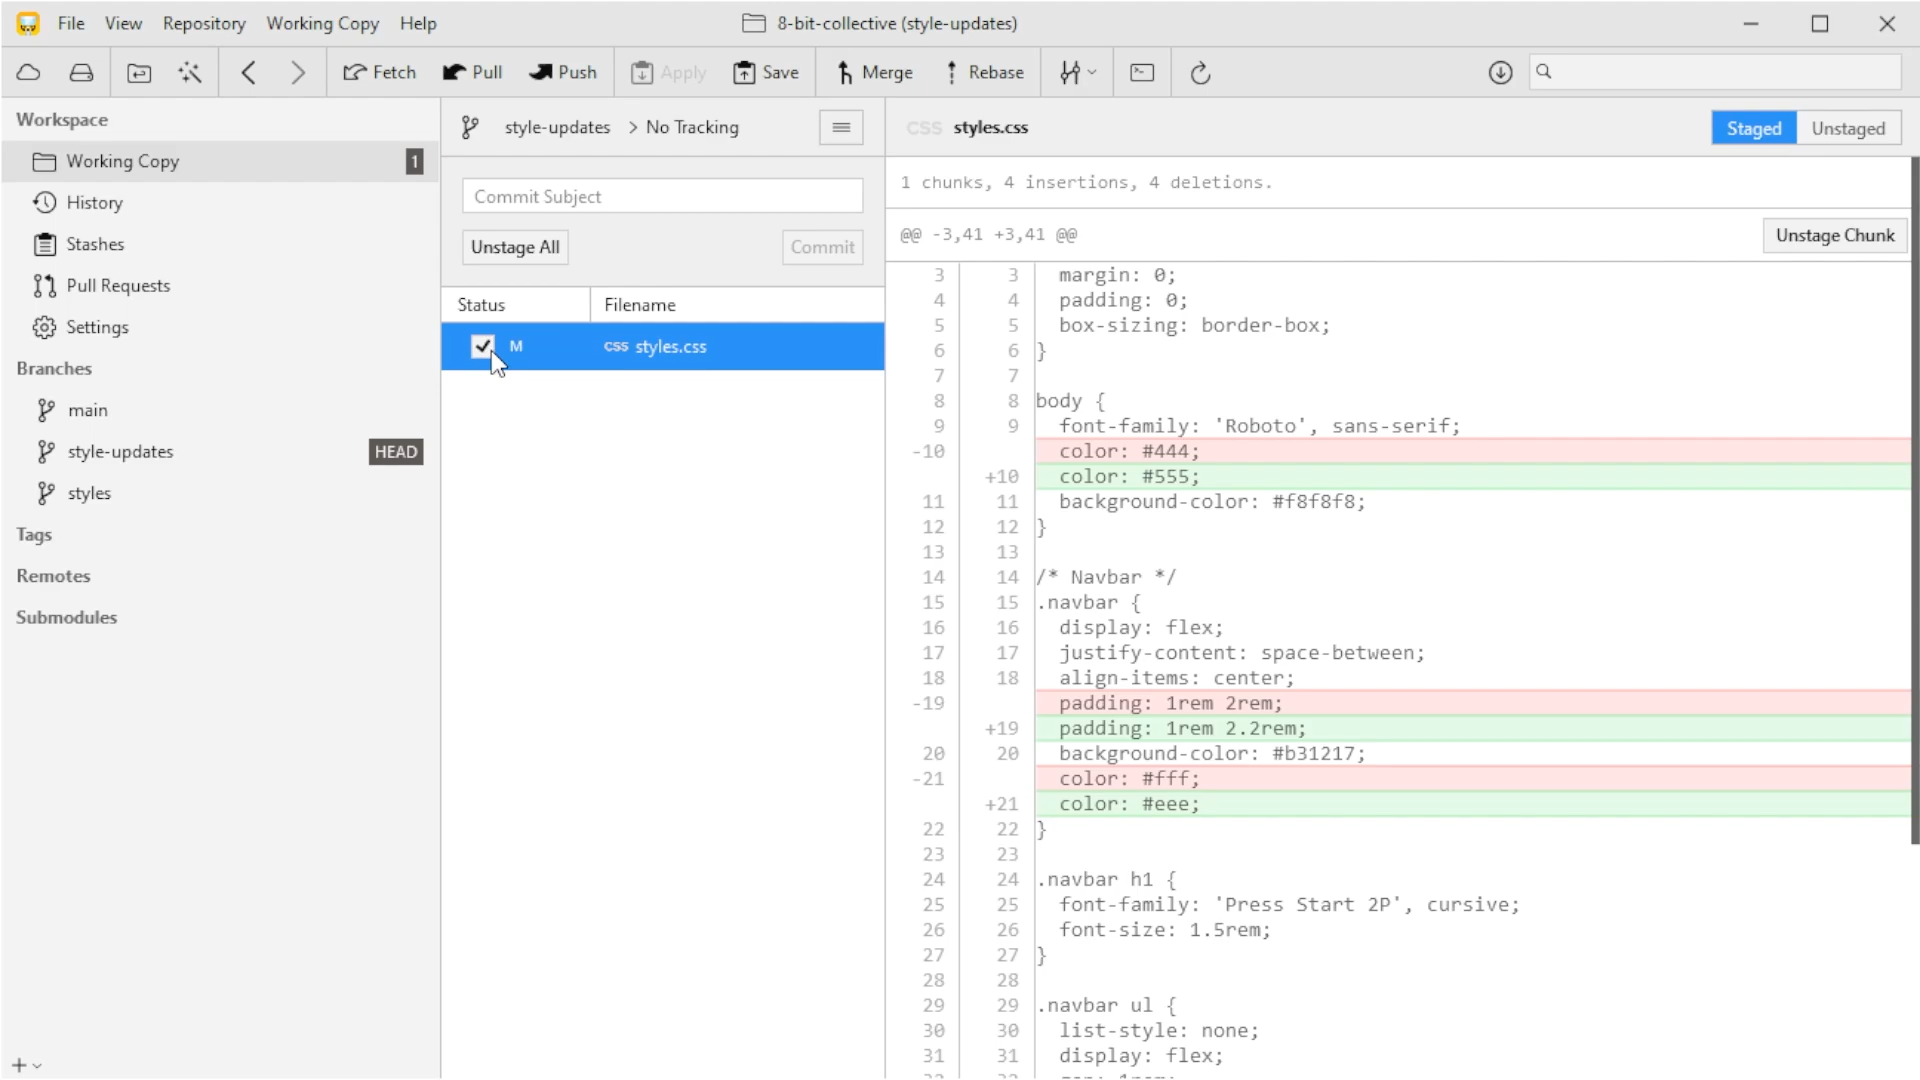 File View Repository Working Copy Help
8-bit-collective (style-updates)
Fetch Pull Push Apply Save Merge Rebase
Workspace
Working Copy 1
History
Stashes
Pull Requests
Settings
Branches
main
style-updates HEAD
styles
Tags
Remotes
Submodules
style-updates > No Tracking
Commit Subject
Unstage All Commit
Status Filename
M CSS styles.css
CSS styles.css Staged Unstaged
1 chunks, 4 insertions, 4 deletions.
@@ -3,41 +3,41 @@ Unstage Chunk
3 3 margin: 0;
4 4 padding: 0;
5 5 box-sizing: border-box;
6 6 }
7 7
8 8 body {
9 9 font-family: 'Roboto', sans-serif;
-10 color: #444;
+10 color: #555;
11 11 background-color: #f8f8f8;
12 12 }
13 13
14 14 /* Navbar */
15 15 .navbar {
16 16 display: flex;
17 17 justify-content: space-between;
18 18 align-items: center;
-19 padding: 1rem 2rem;
+19 padding: 1rem 2.2rem;
20 20 background-color: #b31217;
-21 color: #fff;
+21 color: #eee;
22 22 }
23 23
24 24 .navbar h1 {
25 25 font-family: 'Press Start 2P', cursive;
26 26 font-size: 1.5rem;
27 27 }
28 28
29 29 .navbar ul {
30 30 list-style: none;
31 31 display: flex;